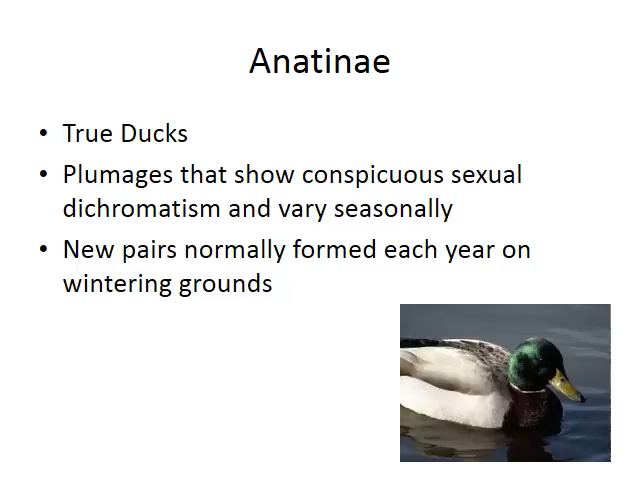 Anatinae
• True Ducks
• Plumages that show conspicuous sexual
dichromatism and vary seasonally
• New pairs normally formed each year on
wintering grounds